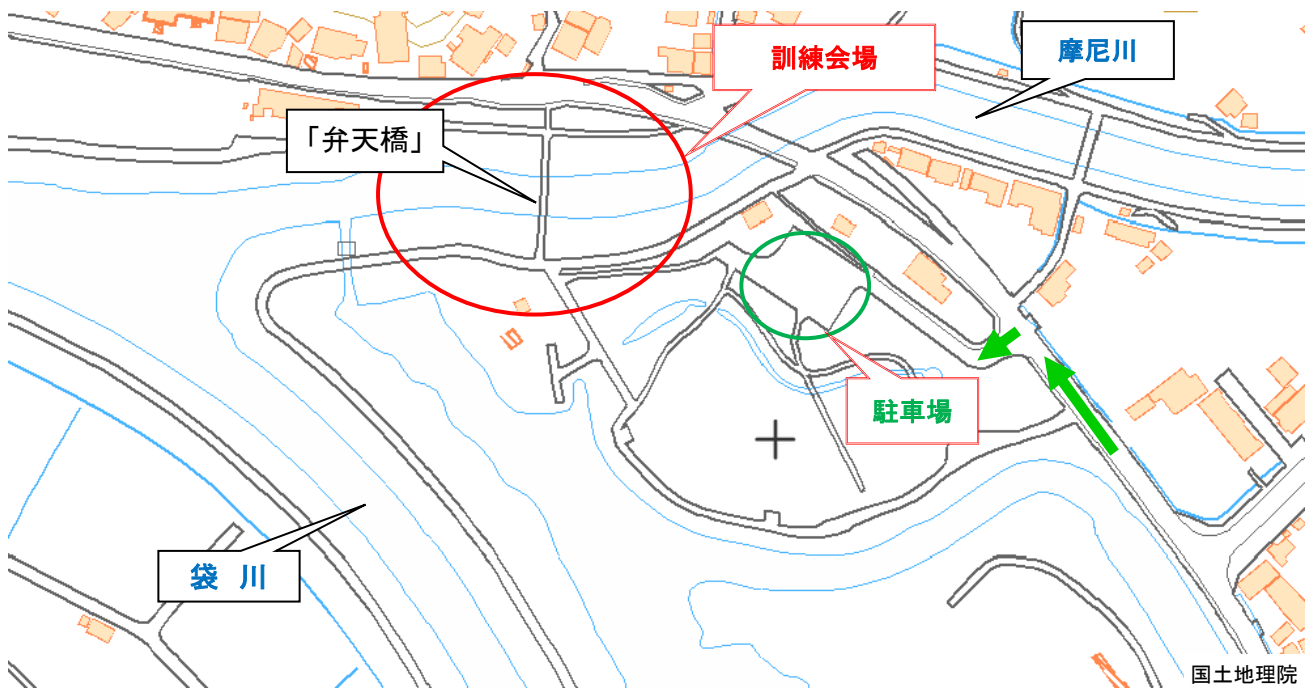 訓練会場
摩尼川
「弁天橋」
駐車場
袋 川
国土地理院